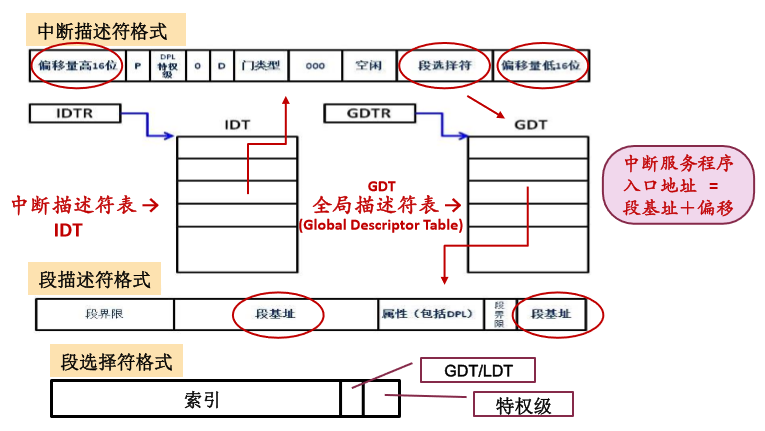 中断描述符格式
偏移量高16位 P DPL 特权级 0 D 门类型 000 空闲 段选择符 偏移量低16位
IDTR
IDT
GDTR
GDT
中断描述符表→
IDT
GDT
全局描述符表→
(Global Descriptor Table)
中断服务程序
入口地址 =
段基址+偏移
段描述符格式
段界限 段基址 属性（包括DPL） 段界限 段基址
段选择符格式
索引
GDT/LDT
特权级